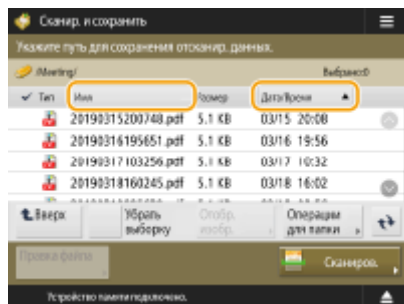 Сканир. и сохранить
Укажите путь для сохранения отсканир. данных.
/Meeting/ Выбрано:0
Тип Имя Размер Дата/Время
20190315200748.pdf 5.1 KB 03/15 20:08
20190316195651.pdf 5.1 KB 03/16 19:56
20190317103256.pdf 5.1 KB 03/17 10:32
20190318160245.pdf 5.1 KB 03/18 16:02
Вверх Убрать выборку Отобр. изобр. Операции для папки
Правка файла Сканиров.
Устройство памяти подключено.